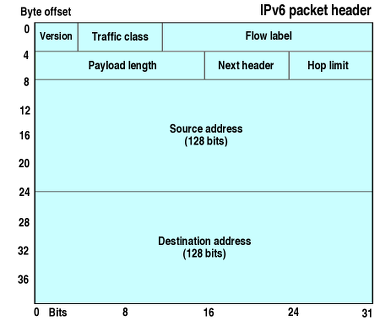 Byte offset IPv6 packet header
0 Version Traffic class Flow label
4 Payload length Next header Hop limit
8
12
Source address
16 (128 bits)
20
24
28
Destination address
32 (128 bits)
36
0 Bits 8 16 24 31